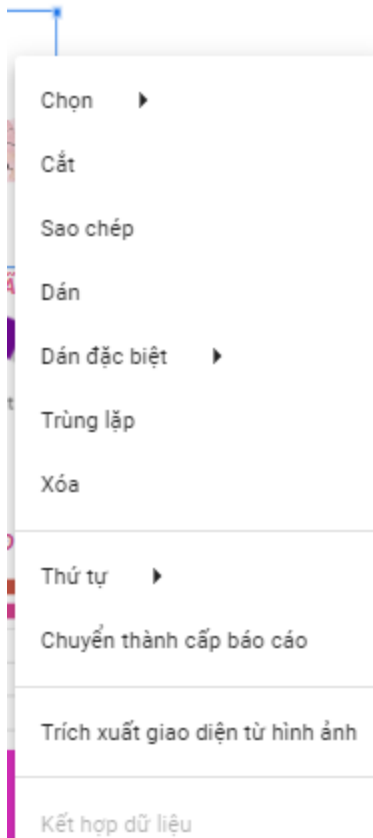 Chọn
Cắt
Sao chép
Dán
Dán đặc biệt
Trùng lặp
Xóa
Thứ tự
Chuyển thành cấp báo cáo
Trích xuất giao diện từ hình ảnh
Kết hợp dữ liệu